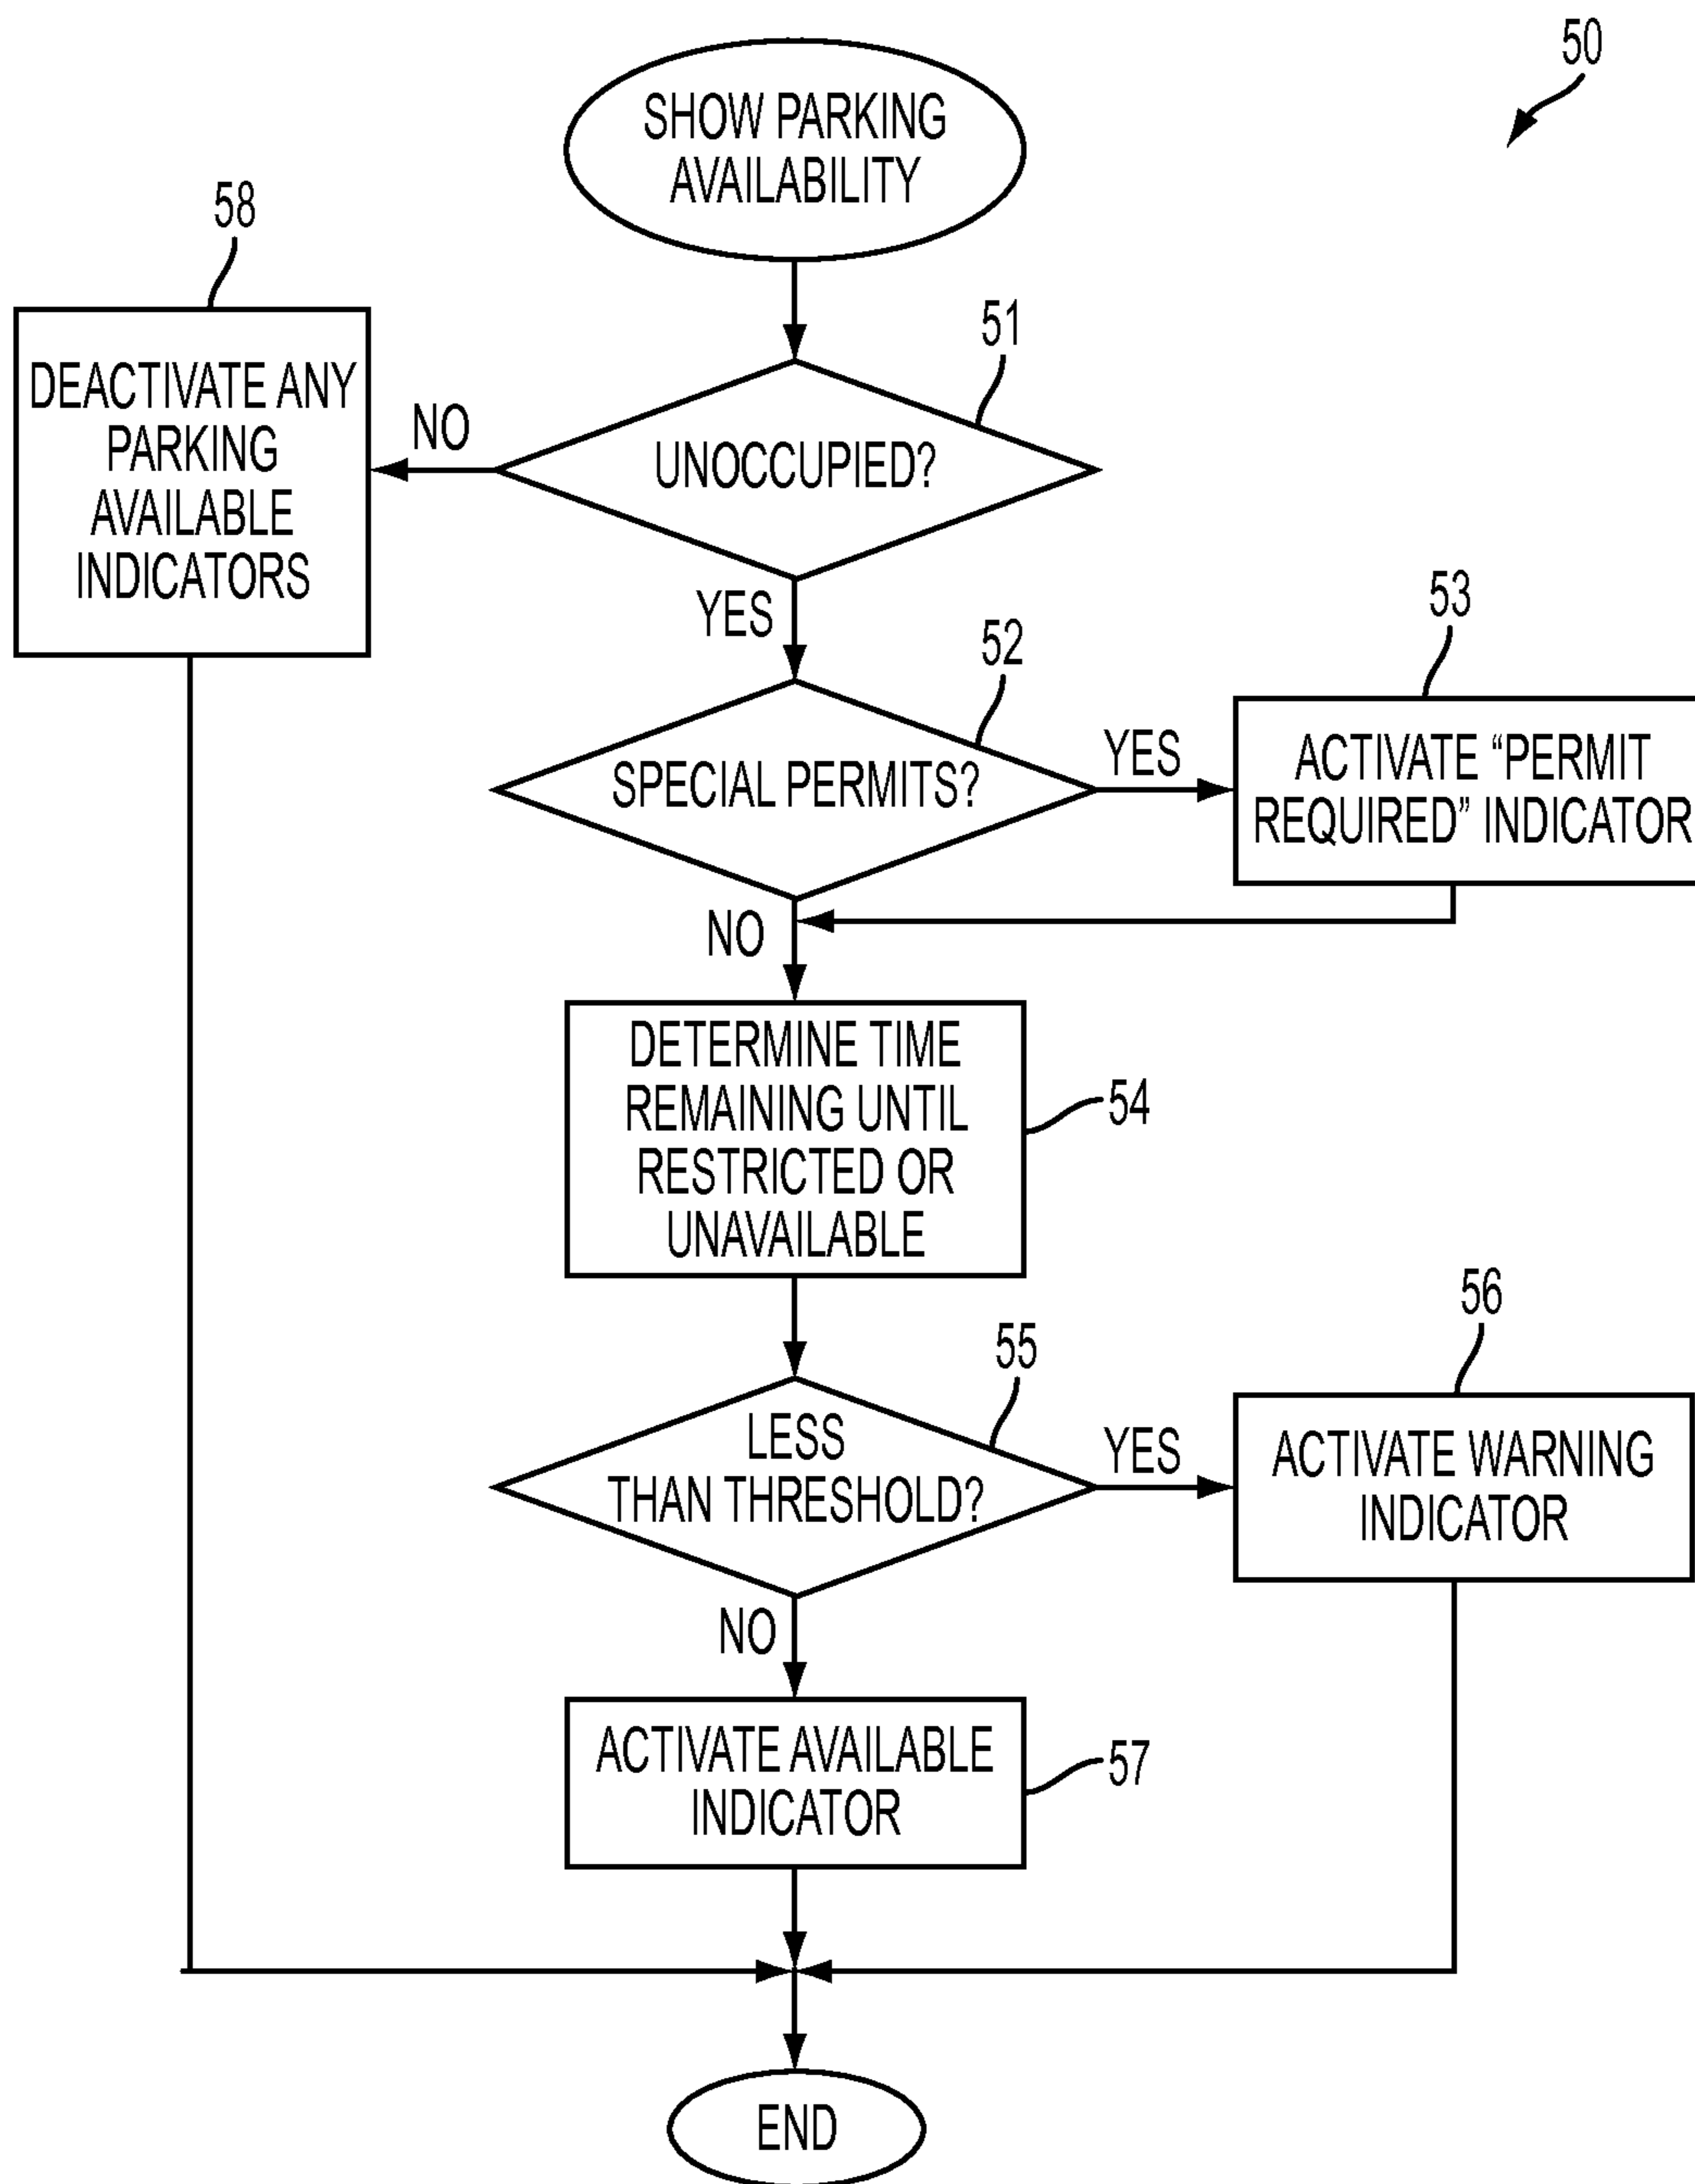 50
SHOW PARKING
AVAILABILITY
58
51
DEACTIVATE ANY
PARKING
AVAILABLE
INDICATORS
NO
UNOCCUPIED?
YES
52
53
SPECIAL PERMITS?
YES
ACTIVATE “PERMIT
REQUIRED” INDICATOR
NO
DETERMINE TIME
REMAINING UNTIL
RESTRICTED OR
UNAVAILABLE
54
55
56
LESS
THAN THRESHOLD?
YES
ACTIVATE WARNING
INDICATOR
NO
ACTIVATE AVAILABLE
INDICATOR
57
END